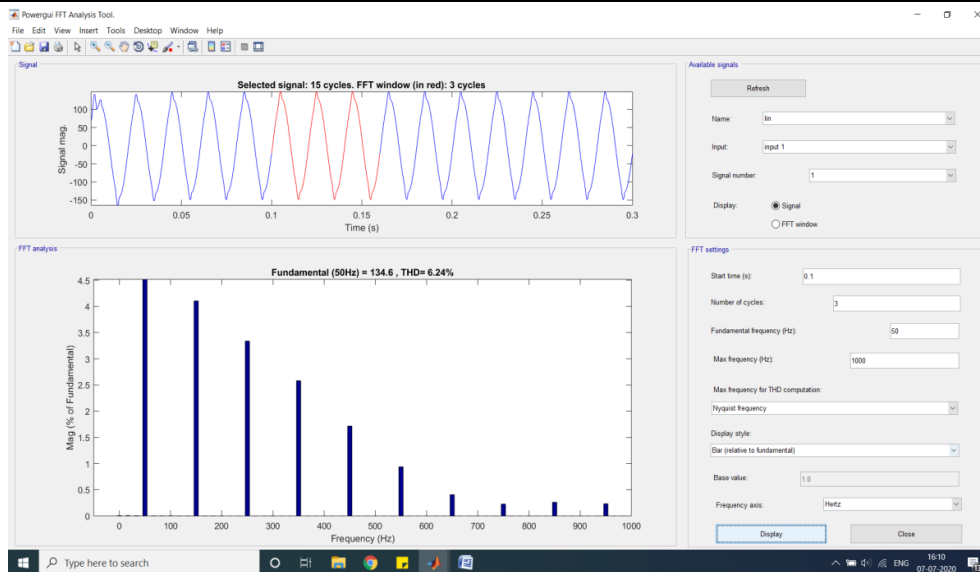 Powergui FFT Analysis Tool.
File Edit View Insert Tools Desktop Window Help
Signal
Selected signal: 15 cycles. FFT window (in red): 3 cycles
Signal mag.
100
50
0
-50
-100
-150
0 0.05 0.1 0.15 0.2 0.25 0.3
Time (s)
FFT analysis
Fundamental (50Hz) = 134.6 , THD= 6.24%
Mag (% of Fundamental)
4.5
4
3.5
3
2.5
2
1.5
1
0.5
0
0 100 200 300 400 500 600 700 800 900 1000
Frequency (Hz)
Available signals
Refresh
Name: Iin
Input: input 1
Signal number: 1
Display: Signal
FFT window
FFT settings
Start time (s): 0.1
Number of cycles: 3
Fundamental frequency (Hz): 50
Max frequency (Hz): 1000
Max frequency for THD computation:
Nyquist frequency
Display style:
Bar (relative to fundamental)
Base value: 1.0
Frequency axis: Hertz
Display Close
Type here to search
ENG
16:10
07-07-2020